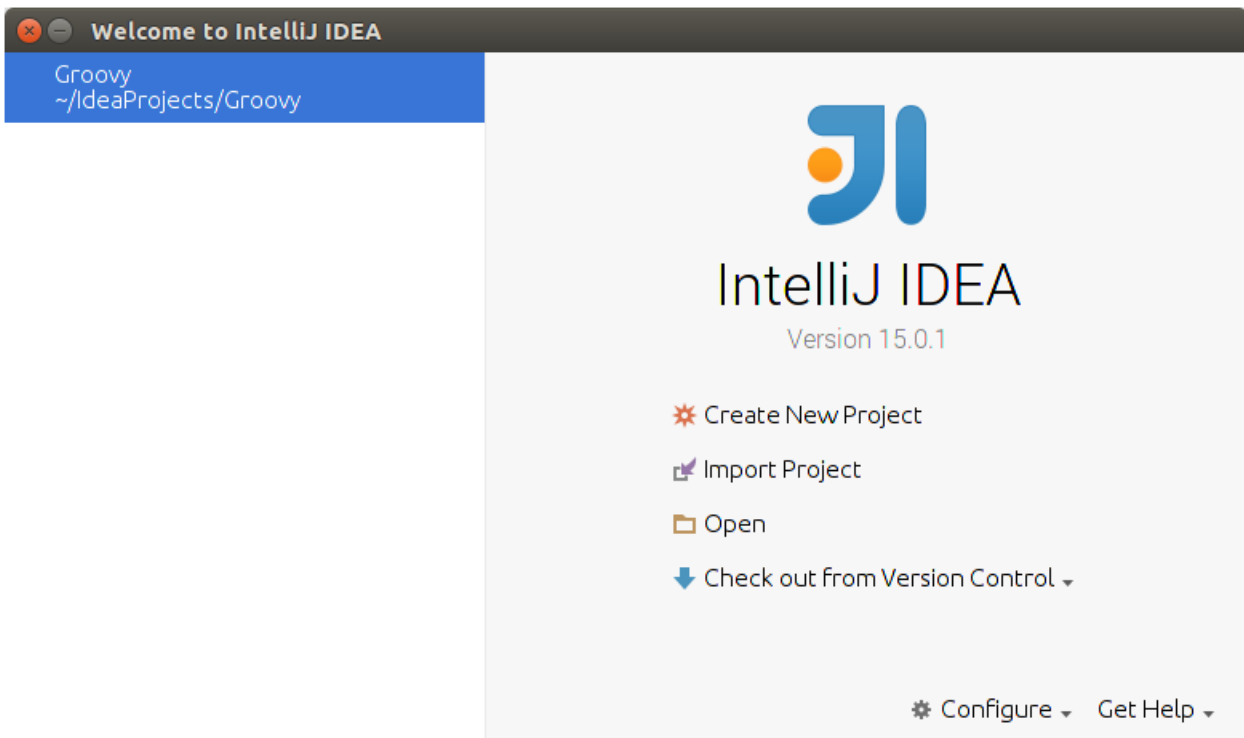 Welcome to IntelliJ IDEA
Groovy
~/IdeaProjects/Groovy
IntelliJ IDEA
Version 15.0.1
Create New Project
Import Project
Open
Check out from Version Control
Configure
Get Help